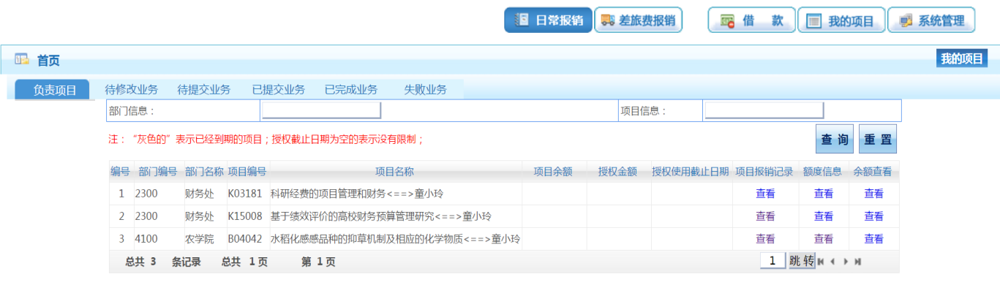 日常报销 差旅费报销 借 款 我的项目 系统管理
首页 我的项目
负责项目 待修改业务 待提交业务 已提交业务 已完成业务 失败业务
部门信息： 项目信息：
注：“灰色的”表示已经到期的项目；授权截止日期为空的表示没有限制；
查 询 重 置
编号 部门编号 部门名称 项目编号 项目名称 项目余额 授权金额 授权使用截止日期 项目报销记录 额度信息 余额查看
1 2300 财务处 K03181 科研经费的项目管理和财务<==>童小玲 查看 查看 查看
2 2300 财务处 K15008 基于绩效评价的高校财务预算管理研究<==>童小玲 查看 查看 查看
3 4100 农学院 B04042 水稻化感感品种的抑草机制及相应的化学物质<==>童小玲 查看 查看 查看
总共 3 条记录 总共 1 页 第 1 页 1 跳 转